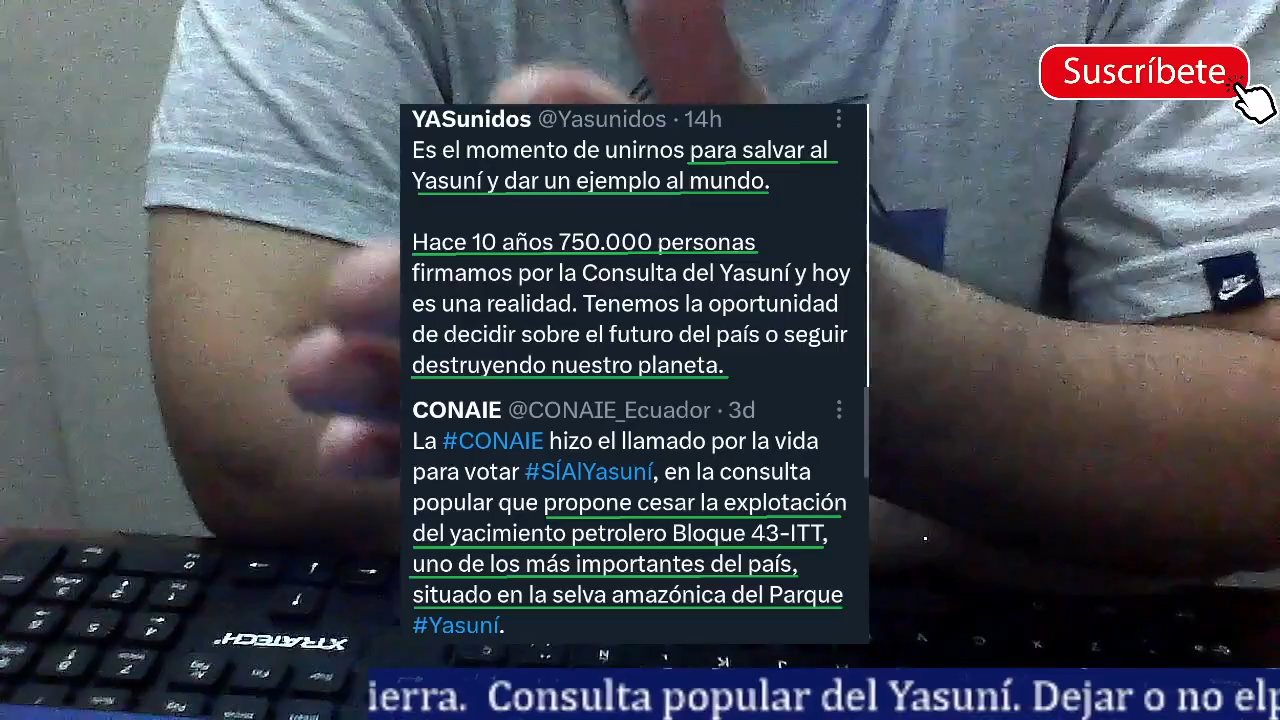 Suscríbete
YASunidos @Yasunidos · 14h
Es el momento de unirnos para salvar al
Yasuní y dar un ejemplo al mundo.
Hace 10 años 750.000 personas
firmamos por la Consulta del Yasuní y hoy
es una realidad. Tenemos la oportunidad
de decidir sobre el futuro del país o seguir
destruyendo nuestro planeta.
CONAIE @CONAIE_Ecuador · 3d
La #CONAIE hizo el llamado por la vida
para votar #SÍAlYasuní, en la consulta
popular que propone cesar la explotación
del yacimiento petrolero Bloque 43-ITT,
uno de los más importantes del país,
situado en la selva amazónica del Parque
#Yasuní.
XTRATECH
ierra. Consulta popular del Yasuní. Dejar o no elp